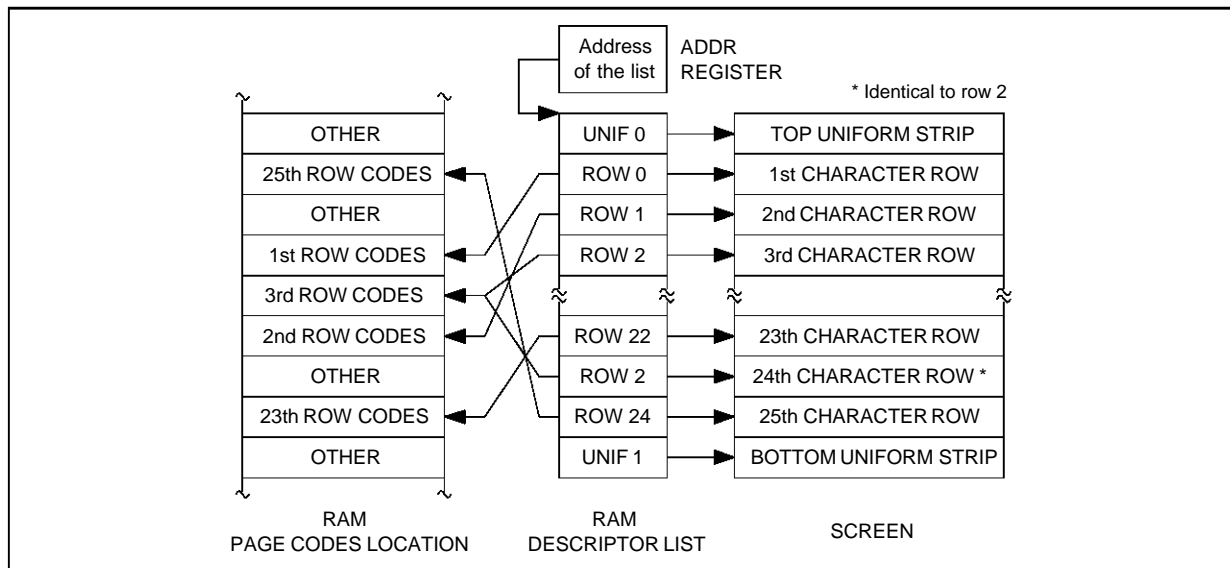 Address
of the list
ADDR
REGISTER
* Identical to row 2
OTHER
UNIF 0
TOP UNIFORM STRIP
25th ROW CODES
ROW 0
1st CHARACTER ROW
OTHER
ROW 1
2nd CHARACTER ROW
1st ROW CODES
ROW 2
3rd CHARACTER ROW
3rd ROW CODES
2nd ROW CODES
ROW 22
23th CHARACTER ROW
OTHER
ROW 2
24th CHARACTER ROW *
23th ROW CODES
ROW 24
25th CHARACTER ROW
OTHER
UNIF 1
BOTTOM UNIFORM STRIP
RAM
PAGE CODES LOCATION
RAM
DESCRIPTOR LIST
SCREEN